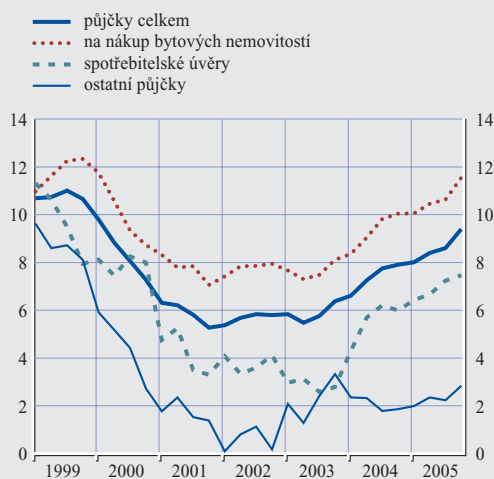 půjčky celkem
na nákup bytových nemovitostí
spotřebitelské úvěry
ostatní půjčky
14 14
12 12
10 10
8 8
6 6
4 4
2 2
0 0
1999 2000 2001 2002 2003 2004 2005